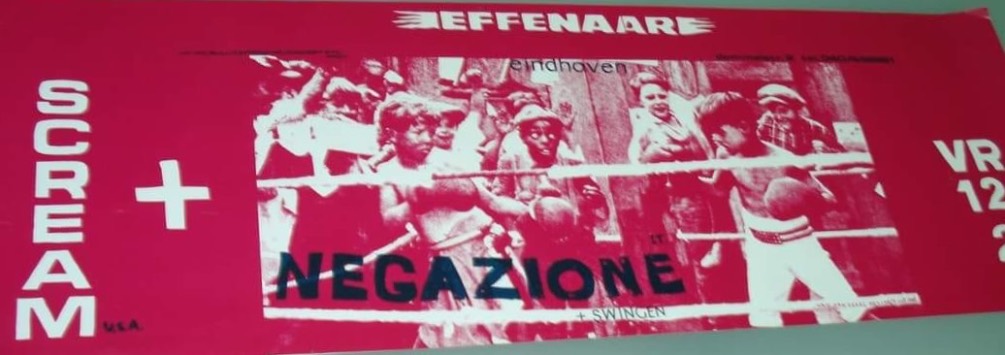 EFFENAAR
eindhoven
SCREAM
U.S.A.
+
IT
NEGAZIONE
+ SWINGEN
VR
12